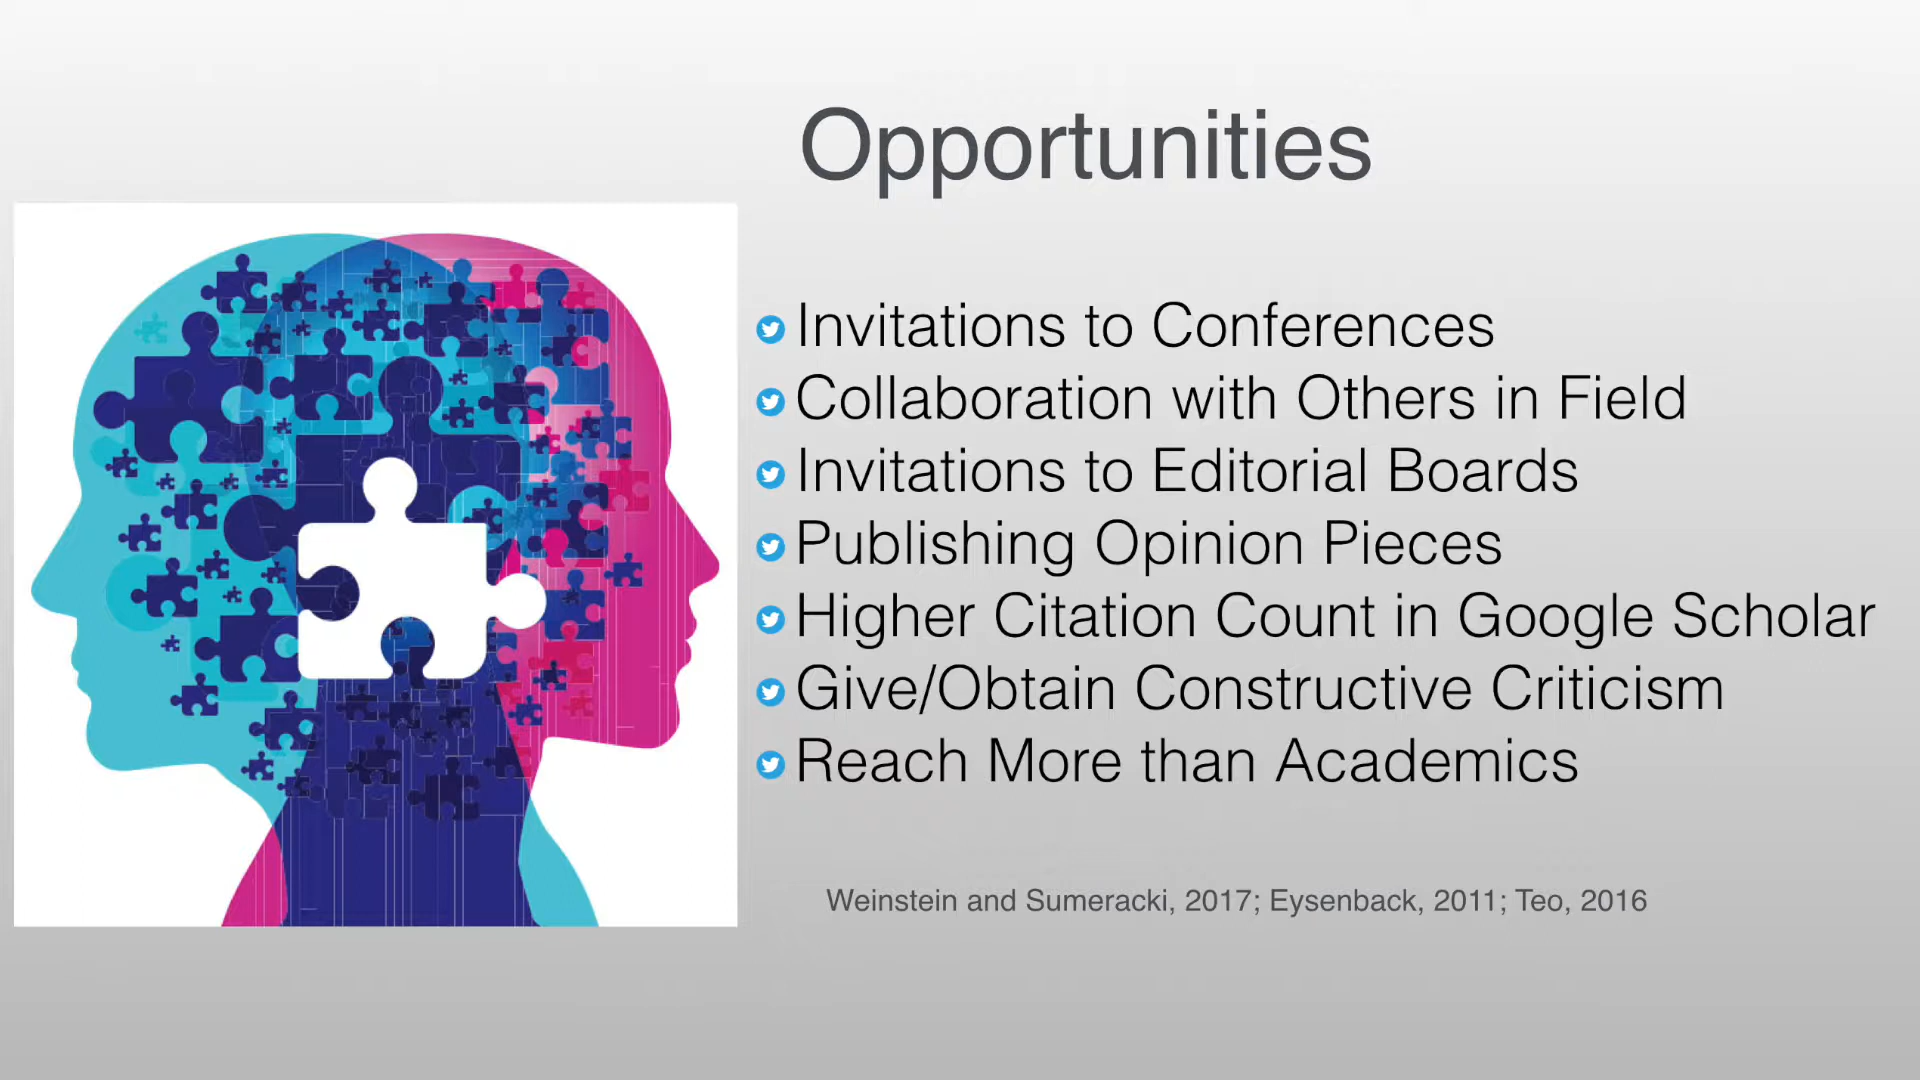 Opportunities
Invitations to Conferences
Collaboration with Others in Field
Invitations to Editorial Boards
Publishing Opinion Pieces
Higher Citation Count in Google Scholar
Give/Obtain Constructive Criticism
Reach More than Academics
Weinstein and Sumeracki, 2017; Eysenback, 2011; Teo, 2016